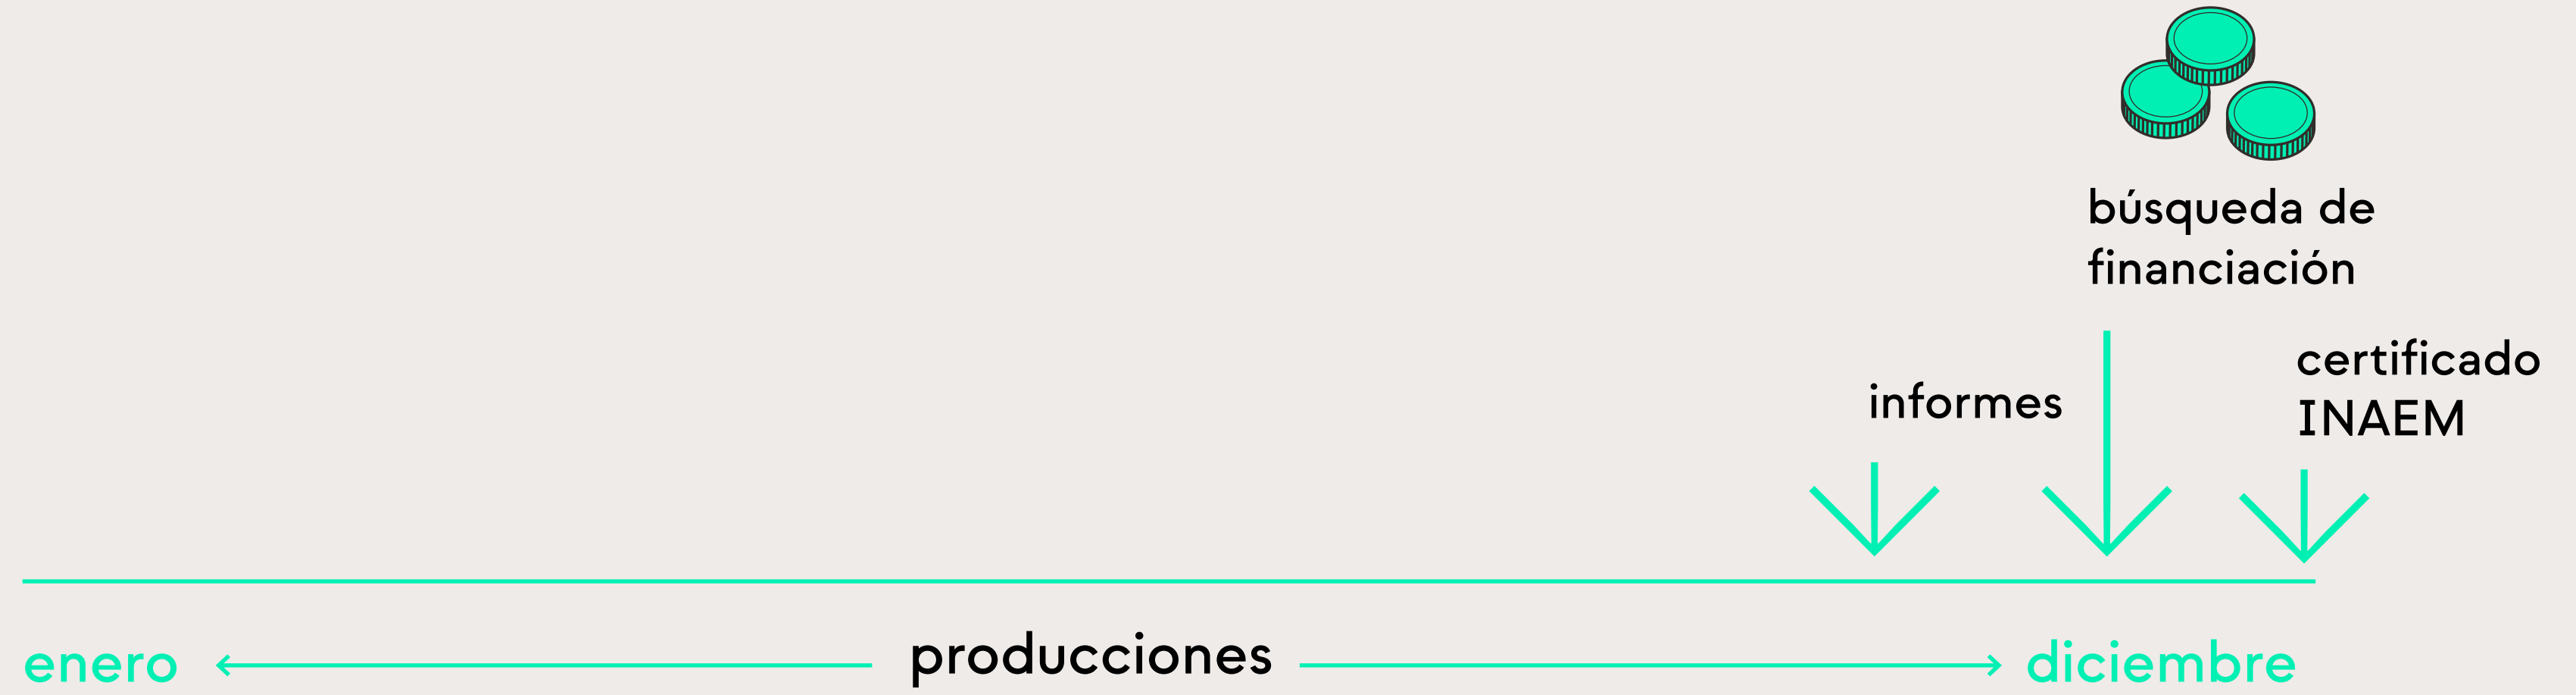 búsqueda de
financiación
informes
certificado
INAEM
enero
producciones
diciembre